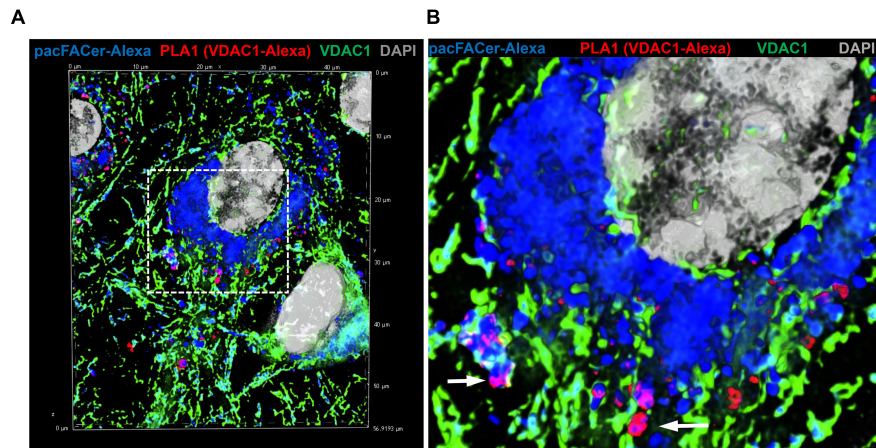 A
B
pacFACer-Alexa PLA1 (VDAC1-Alexa) VDAC1 DAPI
pacFACer-Alexa PLA1 (VDAC1-Alexa) VDAC1 DAPI
0 µm 10 µm 20 µm x 30 µm 40 µm
0 µm
10 µm
20 µm
y
30 µm
40 µm
50 µm
z
0 µm
56.9193 µm